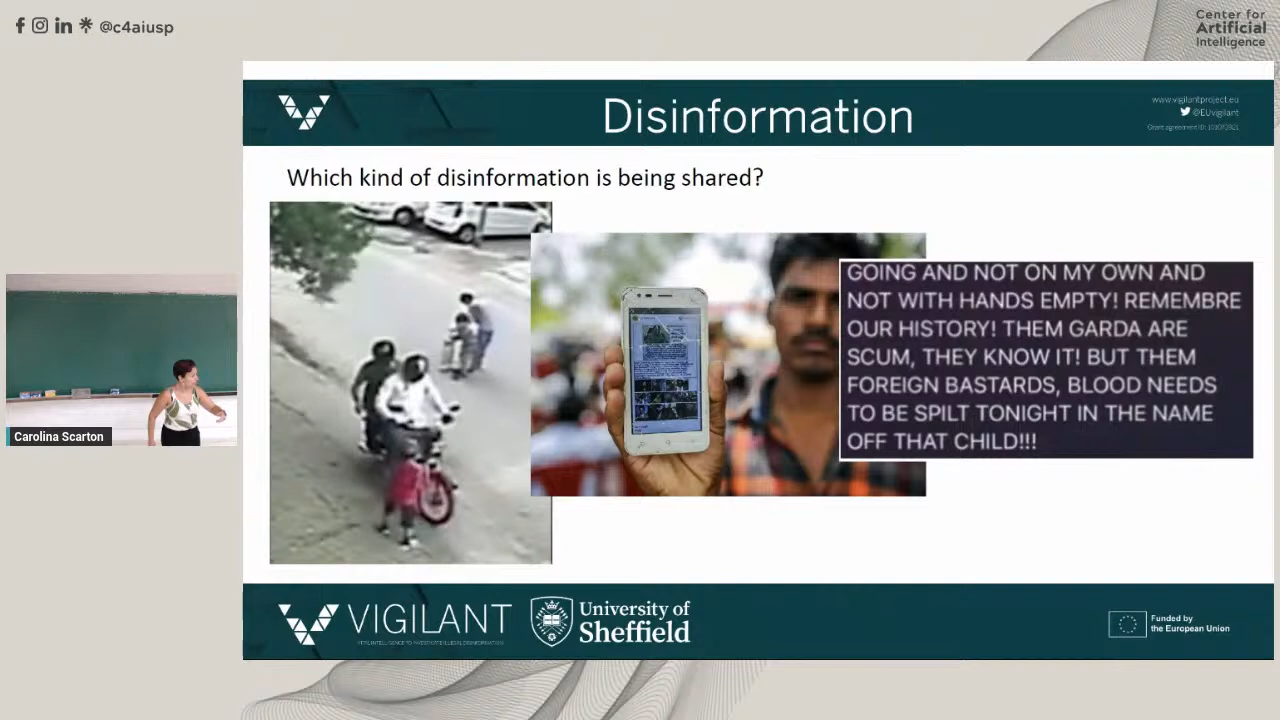 @c4aiusp
Center for
Artificial
Intelligence
Disinformation
www.vigilantproject.eu
@EUvigilant
Grant agreement ID:
Which kind of disinformation is being shared?
GOING AND NOT ON MY OWN AND
NOT WITH HANDS EMPTY! REMEMBRE
OUR HISTORY! THEM GARDA ARE
SCUM, THEY KNOW IT! BUT THEM
FOREIGN BASTARDS, BLOOD NEEDS
TO BE SPILT TONIGHT IN THE NAME
OFF THAT CHILD!!!
Carolina Scarton
VIGILANT
University of
Sheffield
Funded by
the European Union